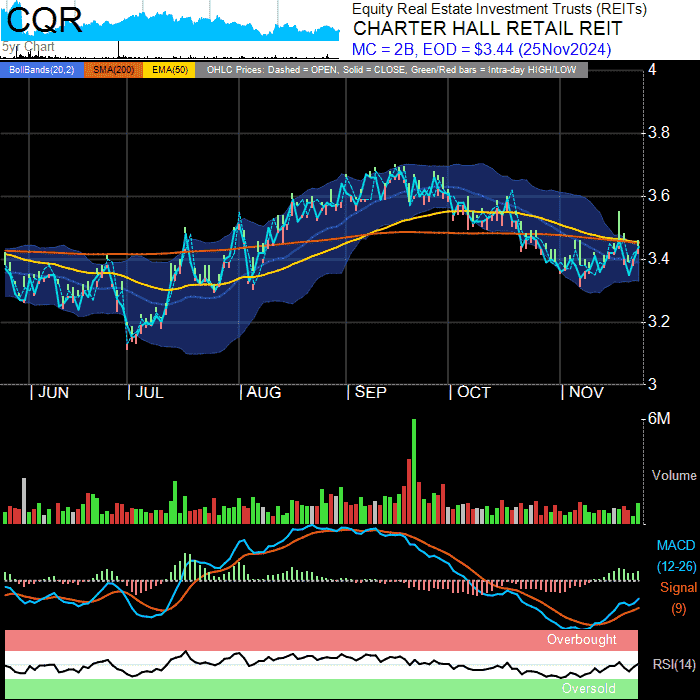 CQR
5yr Chart
Equity Real Estate Investment Trusts (REITs)
CHARTER HALL RETAIL REIT
MC = 2B, EOD = $3.44 (25Nov2024)
BollBands(20,2) SMA(200) EMA(50) OHLC Prices: Dashed = OPEN, Solid = CLOSE, Green/Red bars = Intra-day HIGH/LOW
4
3.8
3.6
3.4
3.2
3
| JUN | JUL | AUG | SEP | OCT | NOV
6M
Volume
MACD
(12-26)
Signal
(9)
Overbought
RSI(14)
Oversold